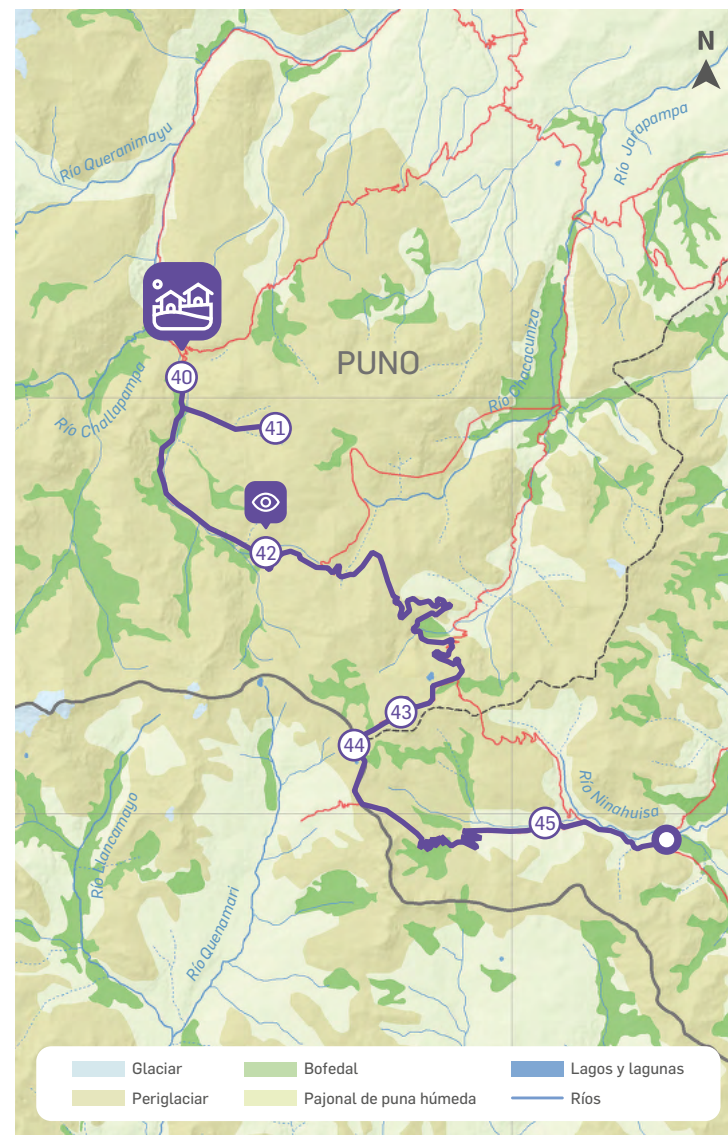 N
Río Queranimayu
Río Jarapampa
PUNO
Río Chacacuniza
40
Río Challapampa
41
42
43
44
Río Ninahuisa
45
Río Llancamayo
Río Quenamari
Glaciar
Bofedal
Lagos y lagunas
Periglaciar
Pajonal de puna húmeda
Ríos